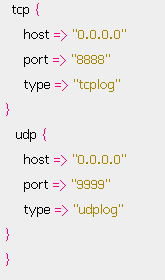 tcp {
host => "0.0.0.0"
port => "8888"
type => "tcplog"
}
udp {
host => "0.0.0.0"
port => "9999"
type => "udplog"
}
}